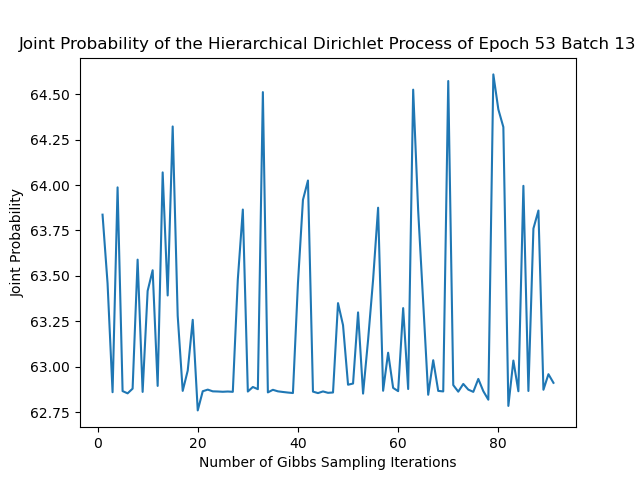 Joint Probability of the Hierarchical Dirichlet Process of Epoch 53 Batch 13
64.50
64.25
64.00
63.75
63.50
63.25
63.00
62.75
Joint Probability
0 20 40 60 80
Number of Gibbs Sampling Iterations